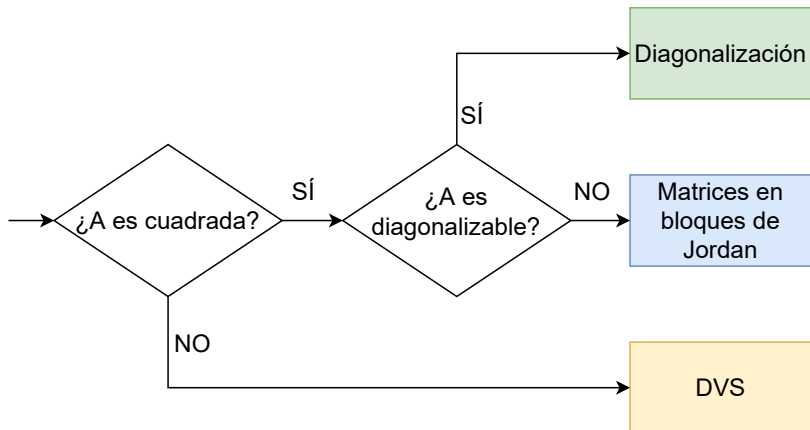 Diagonalización
SÍ
¿A es cuadrada?
SÍ
¿A es
diagonalizable?
NO
Matrices en
bloques de
Jordan
NO
DVS